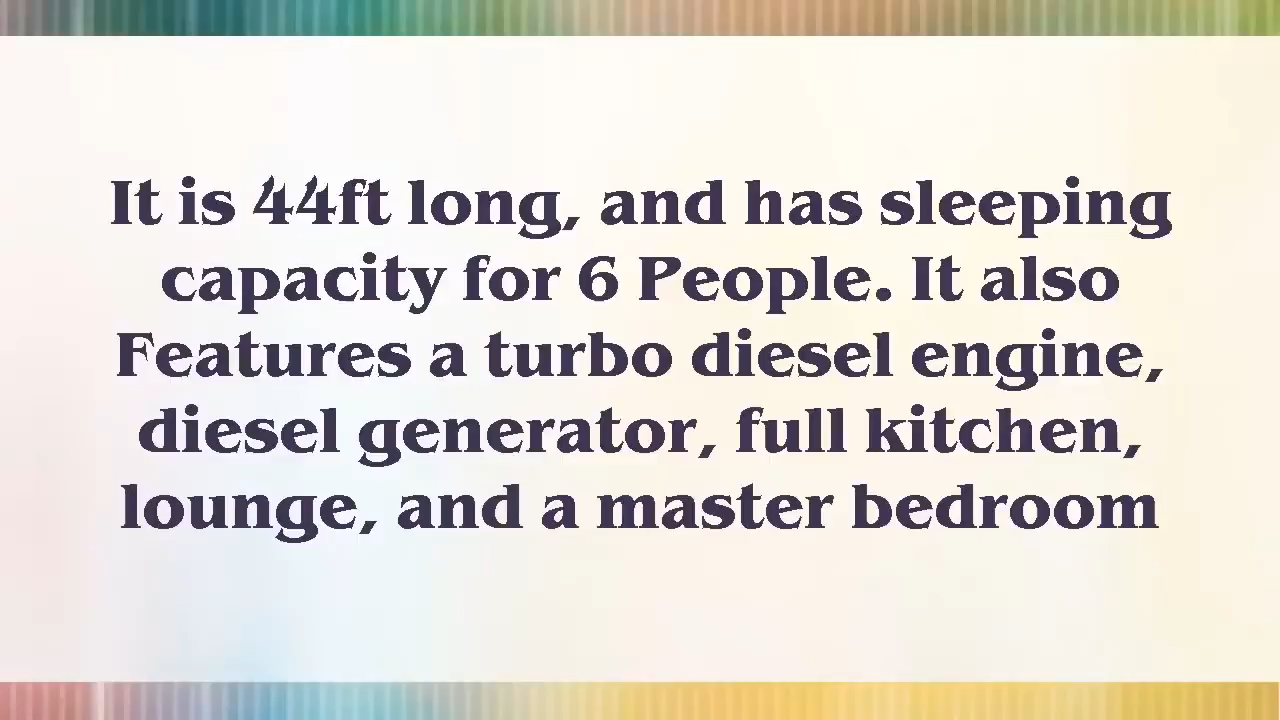 It is 44ft long, and has sleeping
capacity for 6 People. It also
Features a turbo diesel engine,
diesel generator, full kitchen,
lounge, and a master bedroom